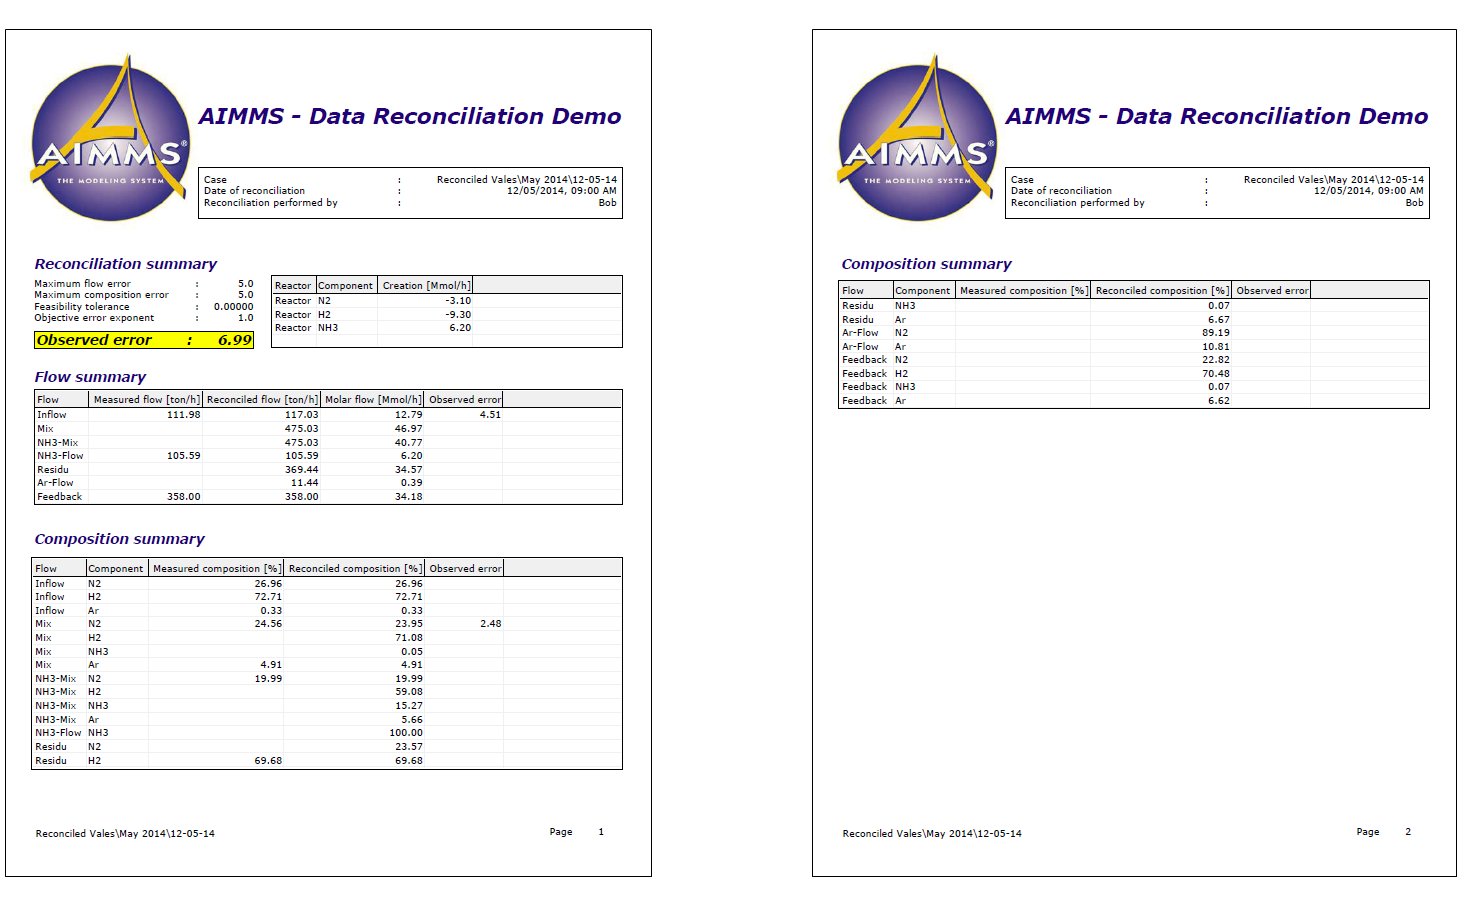 AIMMS - Data Reconciliation Demo
AIMMS®
THE MODELING SYSTEM
Case : Reconciled Vales\May 2014\12-05-14
Date of reconciliation : 12/05/2014, 09:00 AM
Reconciliation performed by : Bob
Reconciliation summary
Maximum flow error : 5.0
Maximum composition error : 5.0
Feasibility tolerance : 0.00000
Objective error exponent : 1.0
Observed error : 6.99
Reactor Component Creation [Mmol/h]
Reactor N2 -3.10
Reactor H2 -9.30
Reactor NH3 6.20
Flow summary
Flow Measured flow [ton/h] Reconciled flow [ton/h] Molar flow [Mmol/h] Observed error
Inflow 111.98 117.03 12.79 4.51
Mix 475.03 46.97
NH3-Mix 475.03 40.77
NH3-Flow 105.59 105.59 6.20
Residu 369.44 34.57
Ar-Flow 11.44 0.39
Feedback 358.00 358.00 34.18
Composition summary
Flow Component Measured composition [%] Reconciled composition [%] Observed error
Inflow N2 26.96 26.96
Inflow H2 72.71 72.71
Inflow Ar 0.33 0.33
Mix N2 24.56 23.95 2.48
Mix H2 71.08
Mix NH3 0.05
Mix Ar 4.91 4.91
NH3-Mix N2 19.99 19.99
NH3-Mix H2 59.08
NH3-Mix NH3 15.27
NH3-Mix Ar 5.66
NH3-Flow NH3 100.00
Residu N2 23.57
Residu H2 69.68 69.68
Reconciled Vales\May 2014\12-05-14 Page 1
AIMMS - Data Reconciliation Demo
AIMMS®
THE MODELING SYSTEM
Case : Reconciled Vales\May 2014\12-05-14
Date of reconciliation : 12/05/2014, 09:00 AM
Reconciliation performed by : Bob
Composition summary
Flow Component Measured composition [%] Reconciled composition [%] Observed error
Residu NH3 0.07
Residu Ar 6.67
Ar-Flow N2 89.19
Ar-Flow Ar 10.81
Feedback N2 22.82
Feedback H2 70.48
Feedback NH3 0.07
Feedback Ar 6.62
Reconciled Vales\May 2014\12-05-14 Page 2